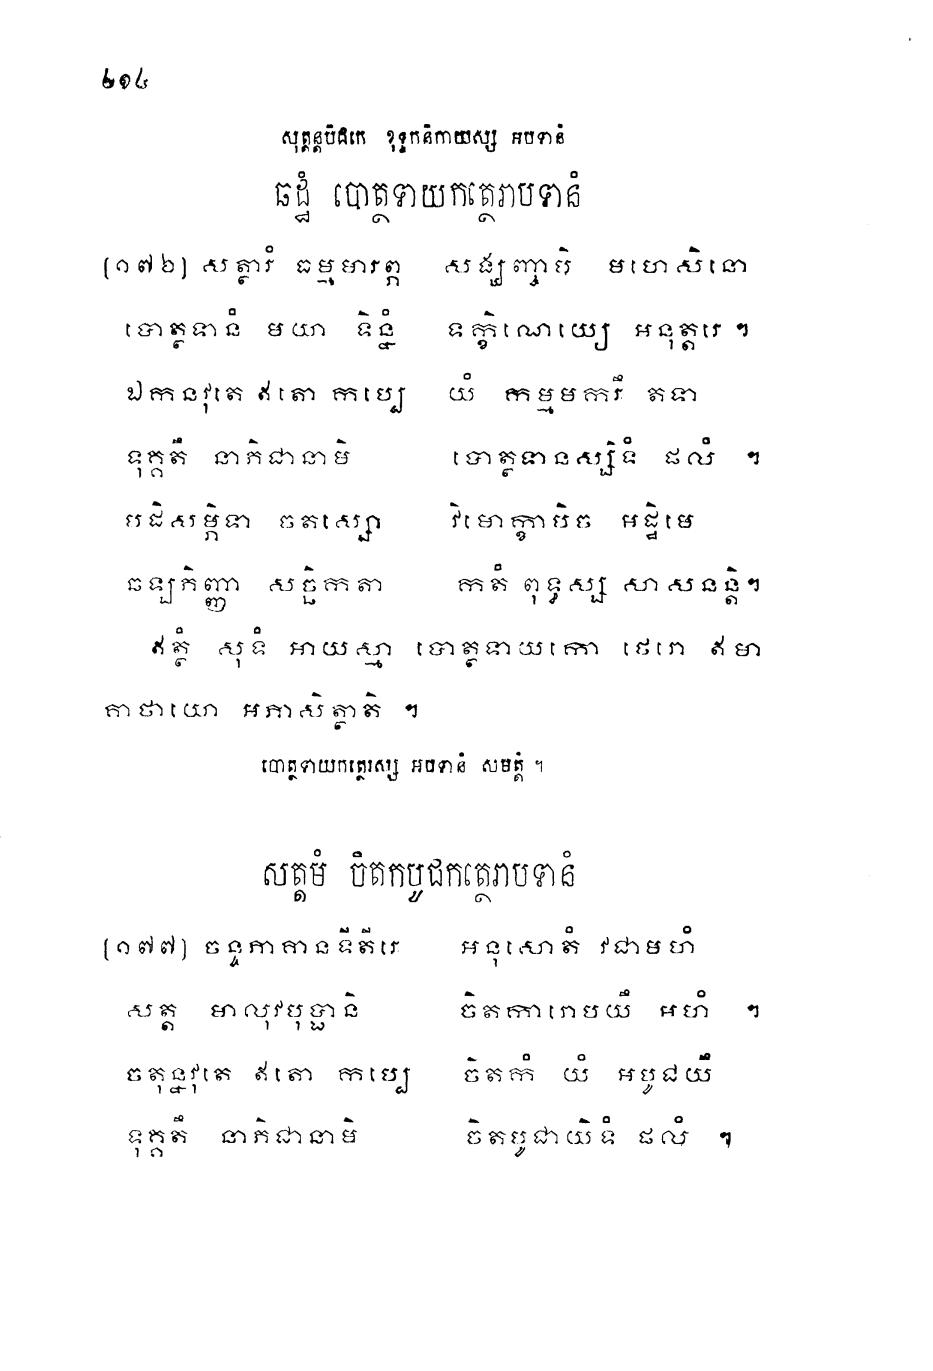 ២១៤
សុត្តន្តបិដកេ ខុទ្ទកនិកាយស្ស អបទានំ
ឆដ្ឋំ បោត្ថទាយកត្ថេរាបទានំ
(១៧៦) សត្ថារំ ធម្មមារព្ភ សង្ឃញ្ចាបិ មហេសិនោ
បោត្ថទានំ មយា ទិន្នំ ទក្ខិណេយ្យេ អនុត្តរេ ។
ឯកនវុតេ ឥតោ កប្បេ យំ កម្មមករឹ តទា
ទុគ្គតឹ នាភិជានាមិ បោត្ថទានស្សិទំ ផលំ ។
បដិសម្ភិទា ចតស្សោ វិមោក្ខាបិច អដ្ឋិមេ
ឆឡភិញ្ញា សច្ឆិកតា កតំ ពុទ្ធស្ស សាសនន្តិ។
ឥត្ថំ សុទំ អាយស្មា បោត្ថទាយកោ ថេរោ ឥមា
គាថាយោ អភាសិត្ថាតិ ។
បោត្ថទាយកត្ថេរស្ស អបទានំ សមត្តំ ។
សត្តមំ ចិតកបូជកត្ថេរាបទានំ
(១៧៧) ចន្ទភាគានទីតីរេ អនុសោតំ វជាមហំ
សត្ត មាលុវបុប្ផានិ ចិតការោបយឹ អហំ ។
ចតុន្នវុតេ ឥតោ កប្បេ ចិតកំ យំ អបូជយឹ
ទុគ្គតឹ នាភិជានាមិ ចិតបូជាយិទំ ផលំ ។